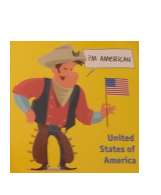 I'M AMERICAN
United
States of
America